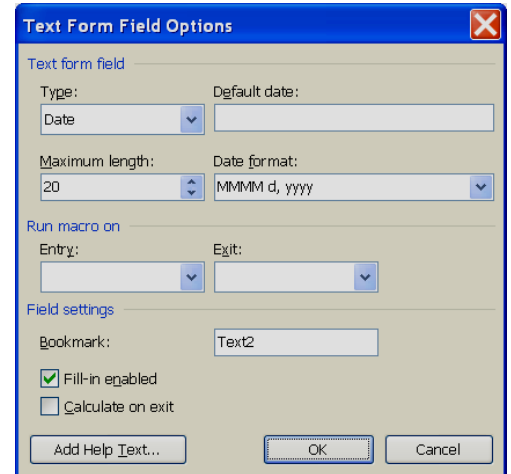 Text Form Field Options
Text form field
Type: Default date:
Date
Maximum length: Date format:
20 MMMM d, yyyy
Run macro on
Entry: Exit:
Field settings
Bookmark: Text2
Fill-in enabled
Calculate on exit
Add Help Text... OK Cancel